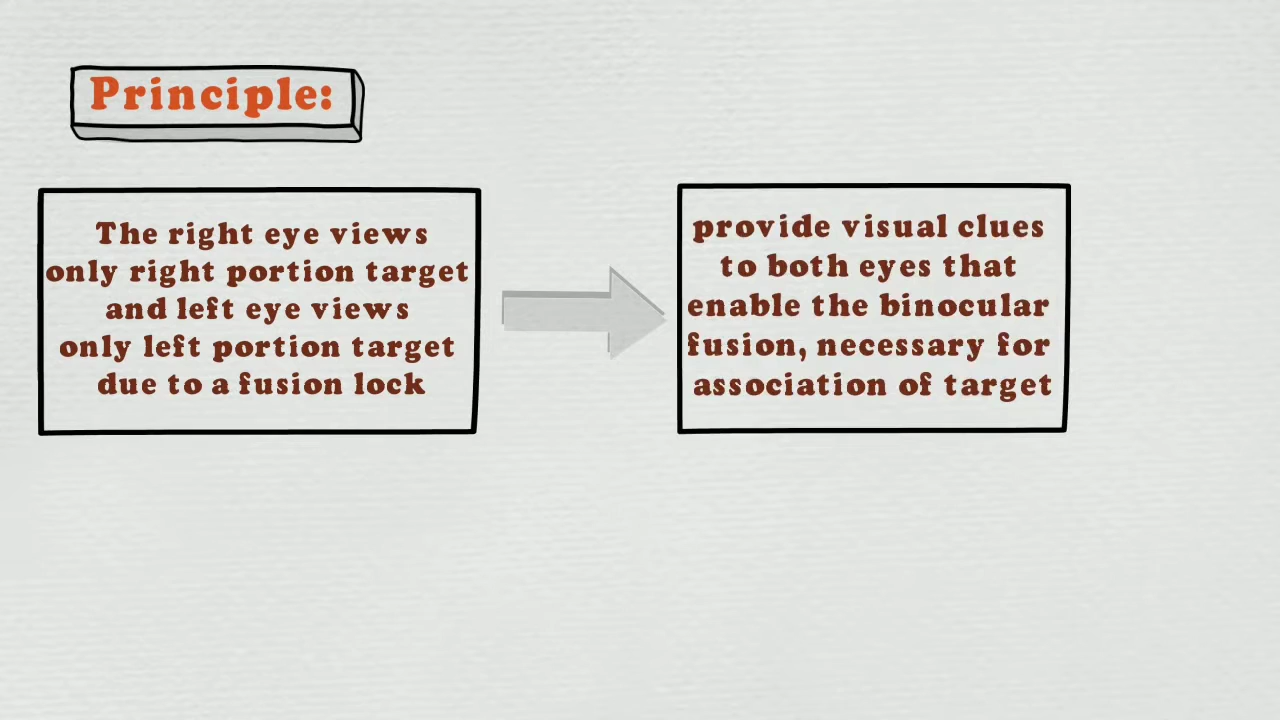 Principle:
The right eye views
only right portion target
and left eye views
only left portion target
due to a fusion lock
provide visual clues
to both eyes that
enable the binocular
fusion, necessary for
association of target